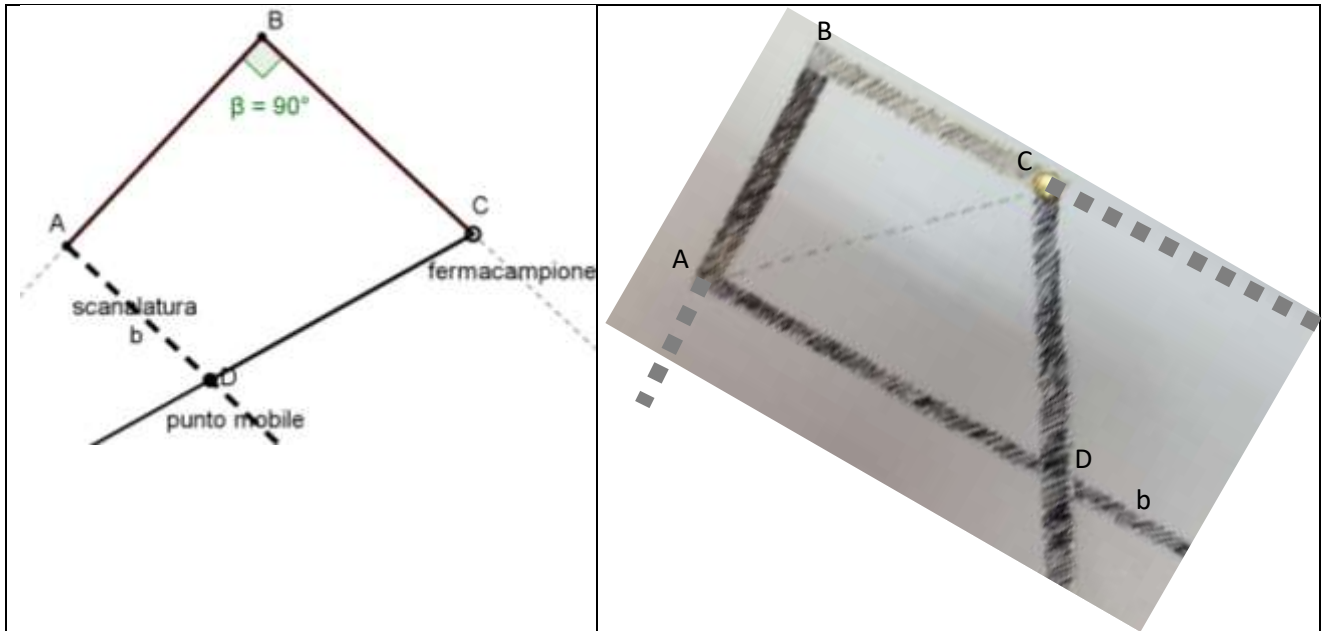 B
β = 90°
A
C
fermacampione
scanalatura
b
D
punto mobile
B
C
A
D
b